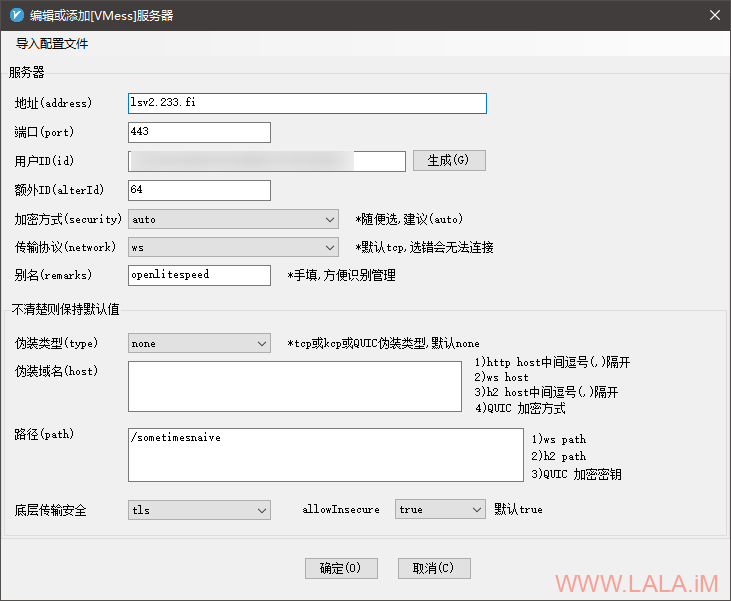 编辑或添加[VMess]服务器
导入配置文件
服务器
地址(address) lsv2.233.fi
端口(port) 443
用户ID(id) 生成(G)
额外ID(alterId) 64
加密方式(security) auto *随便选,建议(auto)
传输协议(network) ws *默认tcp,选错会无法连接
别名(remarks) openlitespeed *手填,方便识别管理
不清楚则保持默认值
伪装类型(type) none *tcp或kcp或QUIC伪装类型,默认none
伪装域名(host)
1)http host中间逗号(,)隔开
2)ws host
3)h2 host中间逗号(,)隔开
4)QUIC 加密方式
路径(path) /sometimesnaive
1)ws path
2)h2 path
3)QUIC 加密密钥
底层传输安全 tls allowInsecure true 默认true
确定(O) 取消(C)
WWW.LALA.iM